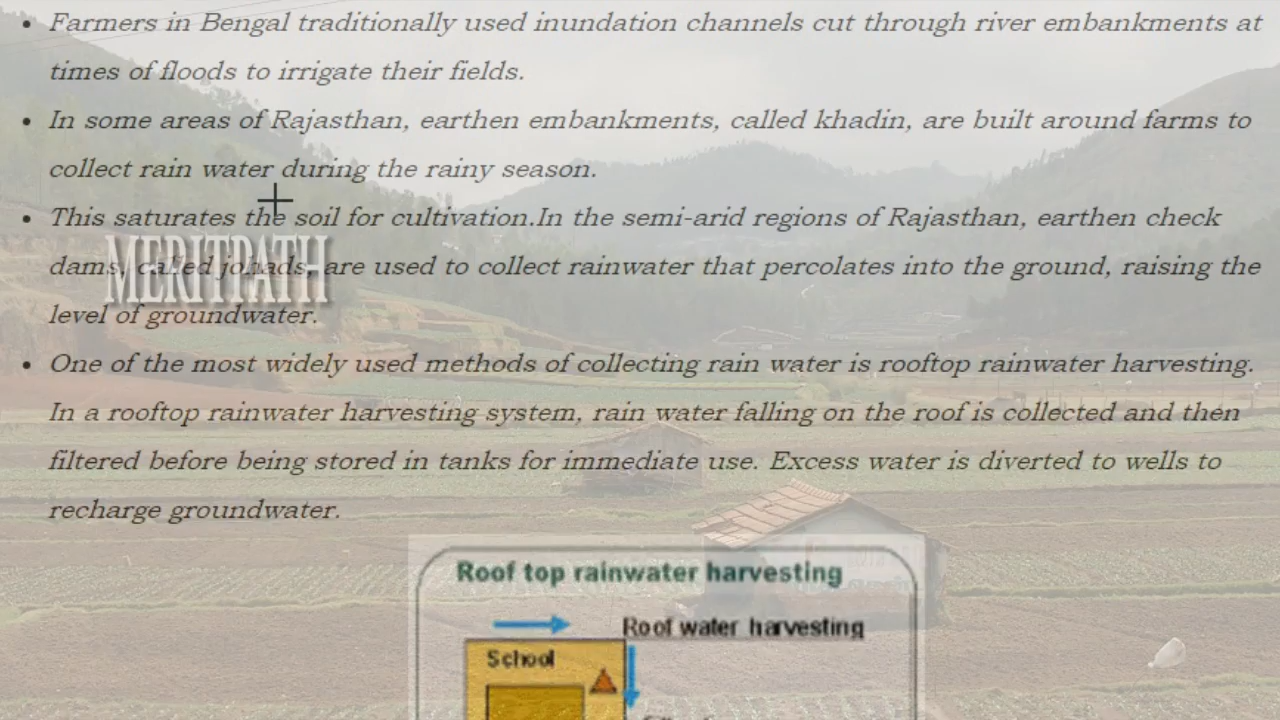 • Farmers in Bengal traditionally used inundation channels cut through river embankments at
times of floods to irrigate their fields.
• In some areas of Rajasthan, earthen embankments, called khadin, are built around farms to
collect rain water during the rainy season.
• This saturates the soil for cultivation.In the semi-arid regions of Rajasthan, earthen check
MERITPATH
dams, called johads, are used to collect rainwater that percolates into the ground, raising the
level of groundwater.
• One of the most widely used methods of collecting rain water is rooftop rainwater harvesting.
In a rooftop rainwater harvesting system, rain water falling on the roof is collected and then
filtered before being stored in tanks for immediate use. Excess water is diverted to wells to
recharge groundwater.
Roof top rainwater harvesting
Roof water harvesting
School